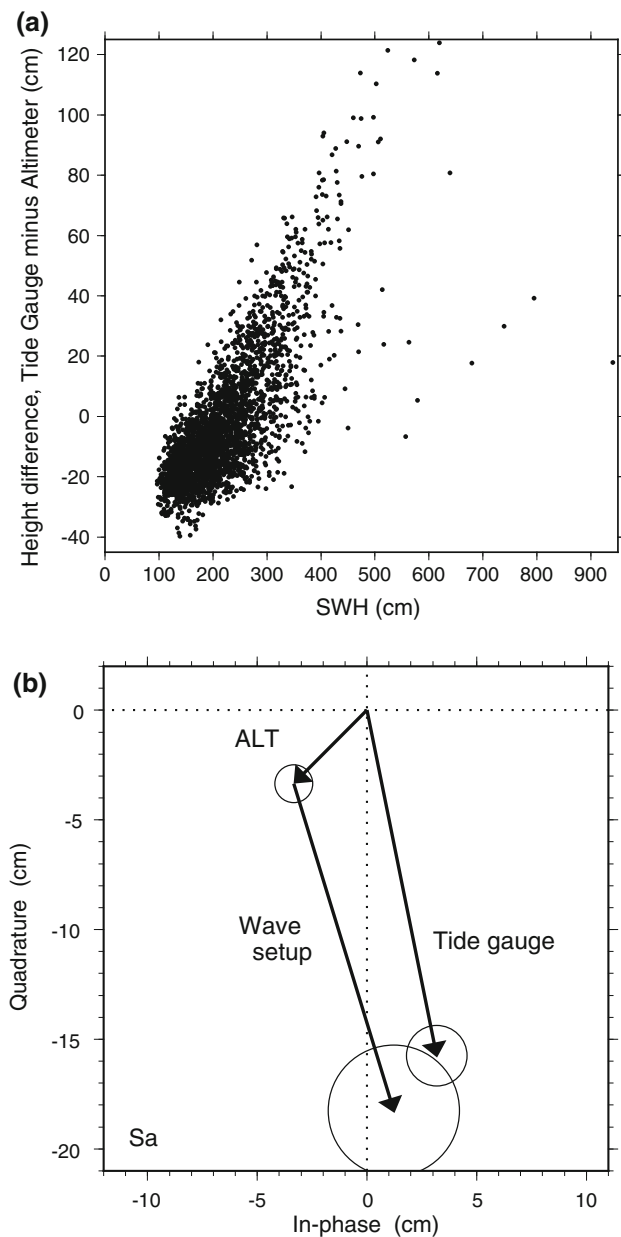 (a)
Height difference, Tide Gauge minus Altimeter (cm)
120
100
80
60
40
20
0
-20
-40
0 100 200 300 400 500 600 700 800 900
SWH (cm)
(b)
Quadrature (cm)
0
-5
-10
-15
-20
ALT
Wave
setup
Tide gauge
Sa
-10 -5 0 5 10
In-phase (cm)